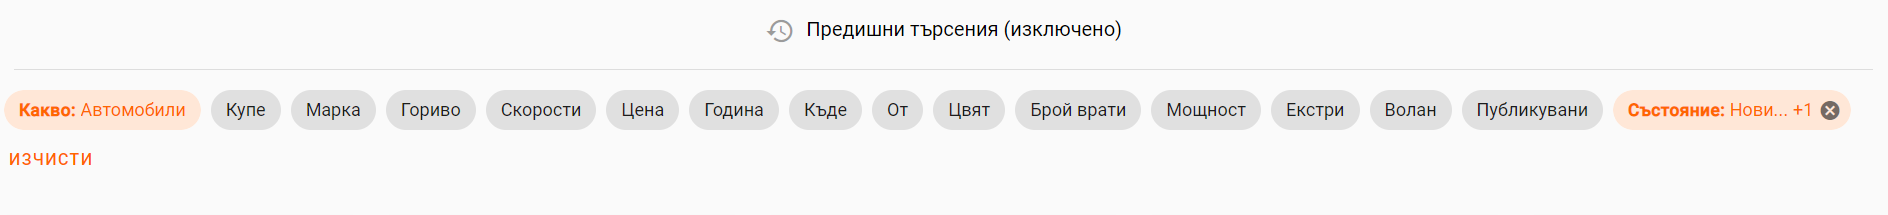 Предишни търсения (изключено)
Какво: Автомобили Купе Марка Гориво Скорости Цена Година Къде От Цвят Брой врати Мощност Екстри Волан Публикувани Състояние: Нови... +1
изчисти